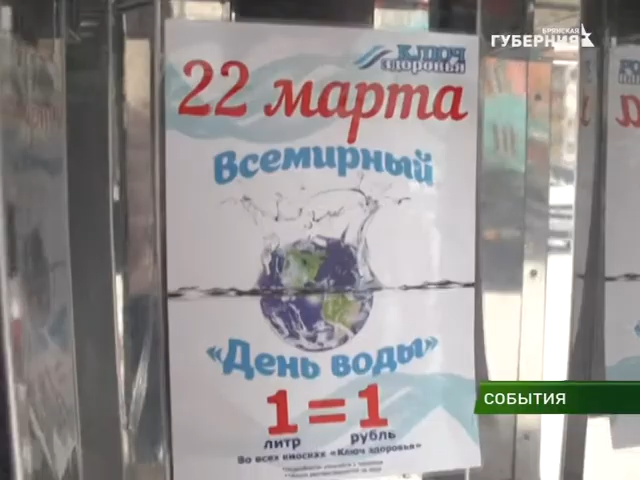 БРЯНСКАЯ
ГУБЕРНИЯ
КЛЮЧ
здоровья
22 марта
Всемирный
«День воды»
1=1
литр рубль
Во всех киосках «Ключ здоровья»
СОБЫТИЯ